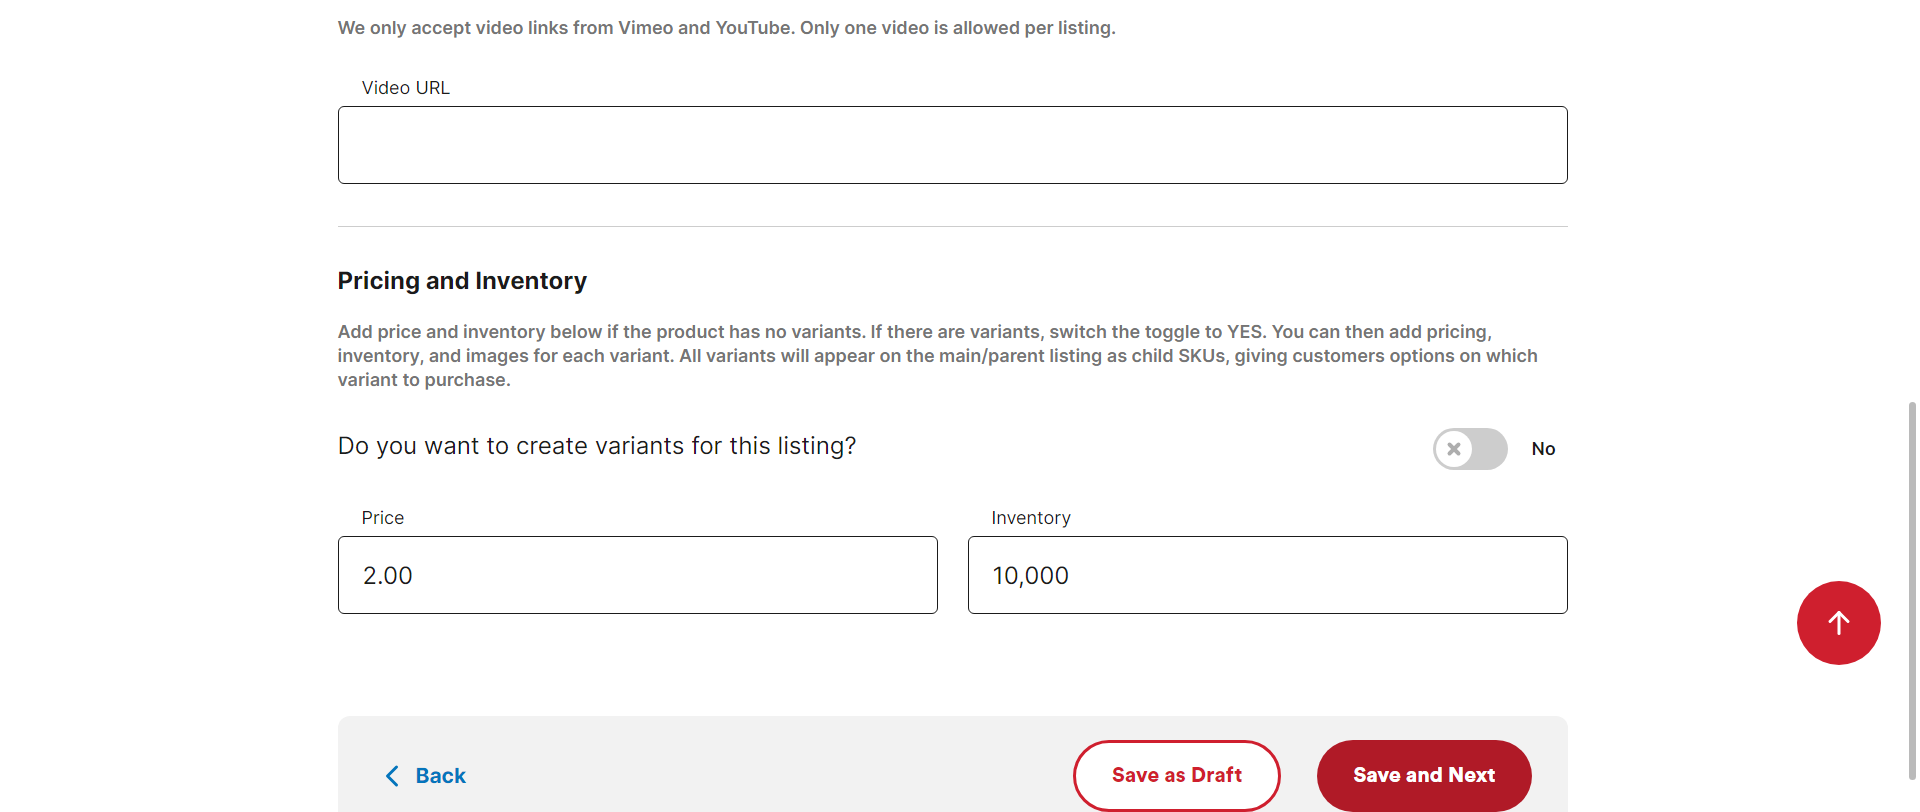 We only accept video links from Vimeo and YouTube. Only one video is allowed per listing.
Video URL
Pricing and Inventory
Add price and inventory below if the product has no variants. If there are variants, switch the toggle to YES. You can then add pricing,
inventory, and images for each variant. All variants will appear on the main/parent listing as child SKUs, giving customers options on which
variant to purchase.
Do you want to create variants for this listing?
No
Price
Inventory
2.00
10,000
Back
Save as Draft
Save and Next